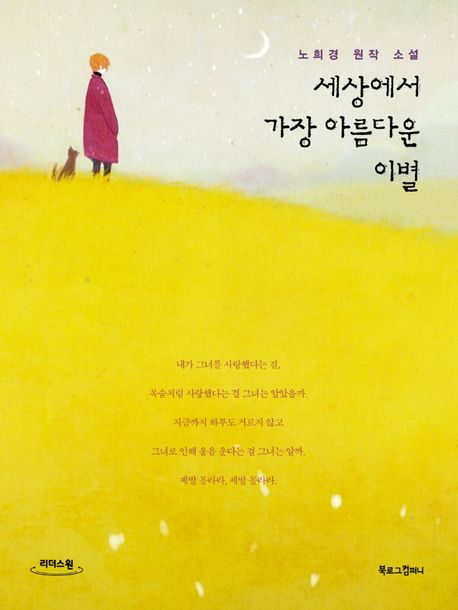 노희경 원작 소설
세상에서
가장 아름다운
이별
내가 그녀를 사랑했다는 걸,
목숨처럼 사랑했다는 걸 그녀는 알았을까.
지금까지 하루도 거르지 않고
그녀로 인해 울음 운다는 걸 그녀는 알까.
제발 몰라라, 제발 몰라라.
리더스원
북로그컴퍼니